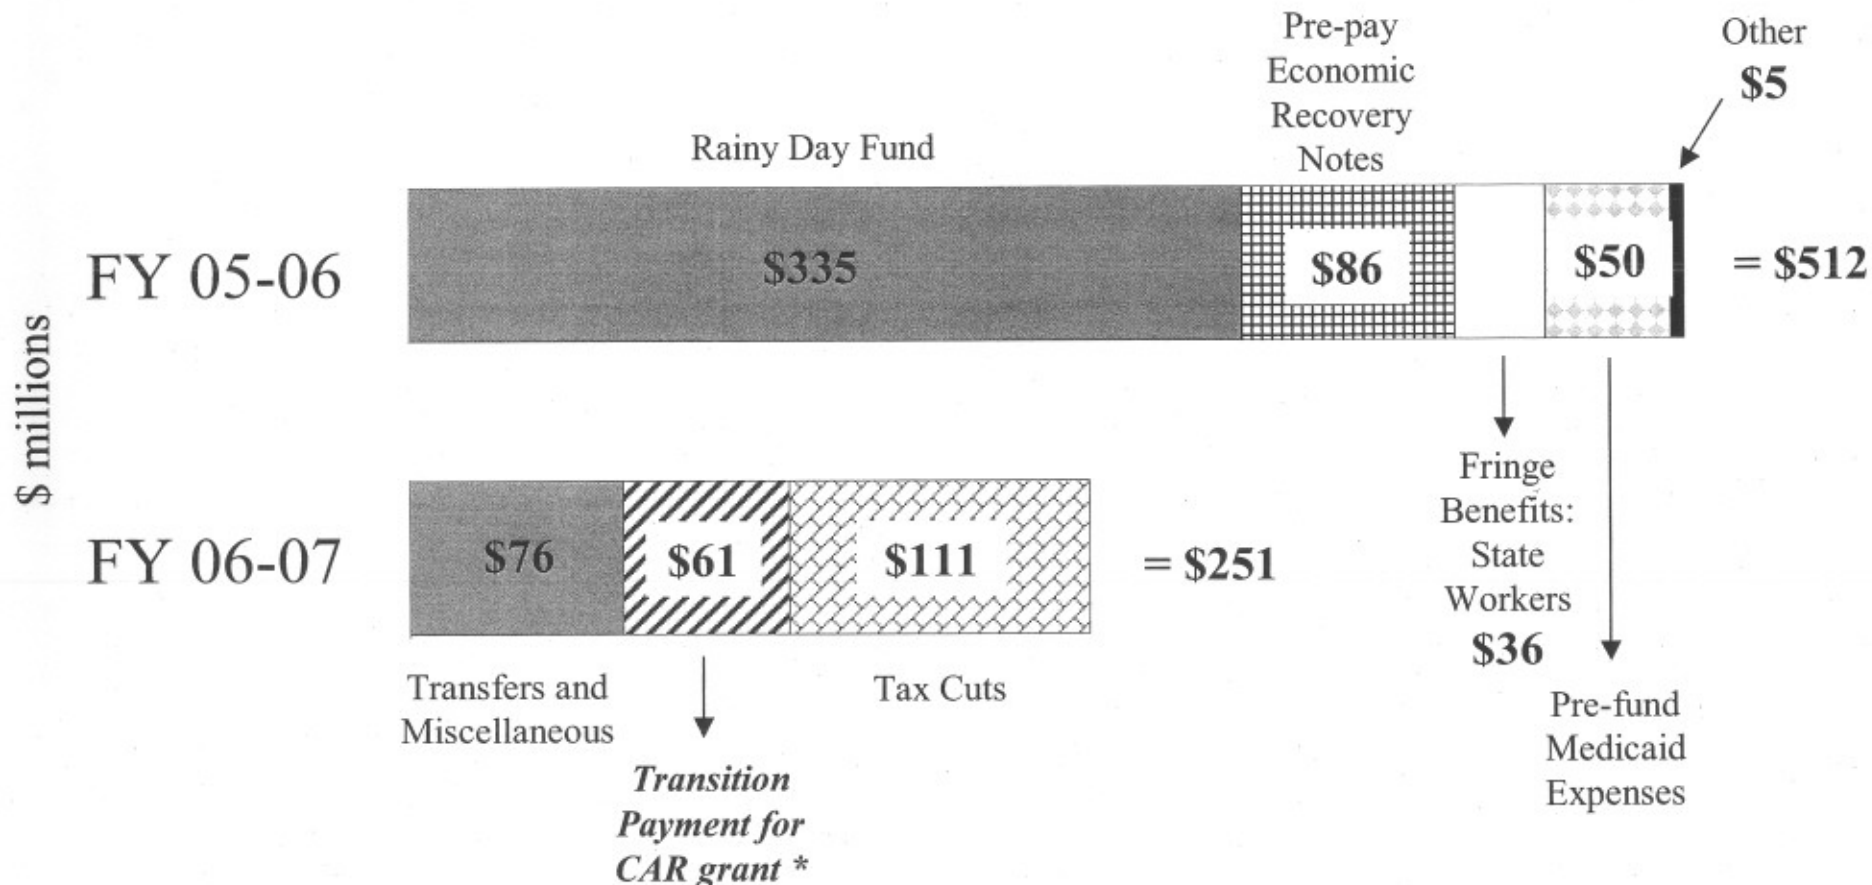 Pre-pay
Economic
Recovery
Notes
Other
$5
Rainy Day Fund
FY 05-06
$335
$86
$50
= $512
$ millions
Fringe
Benefits:
State
Workers
$36
FY 06-07
$76
$61
$111
= $251
Transfers and
Miscellaneous
Tax Cuts
Pre-fund
Medicaid
Expenses
Transition
Payment for
CAR grant *